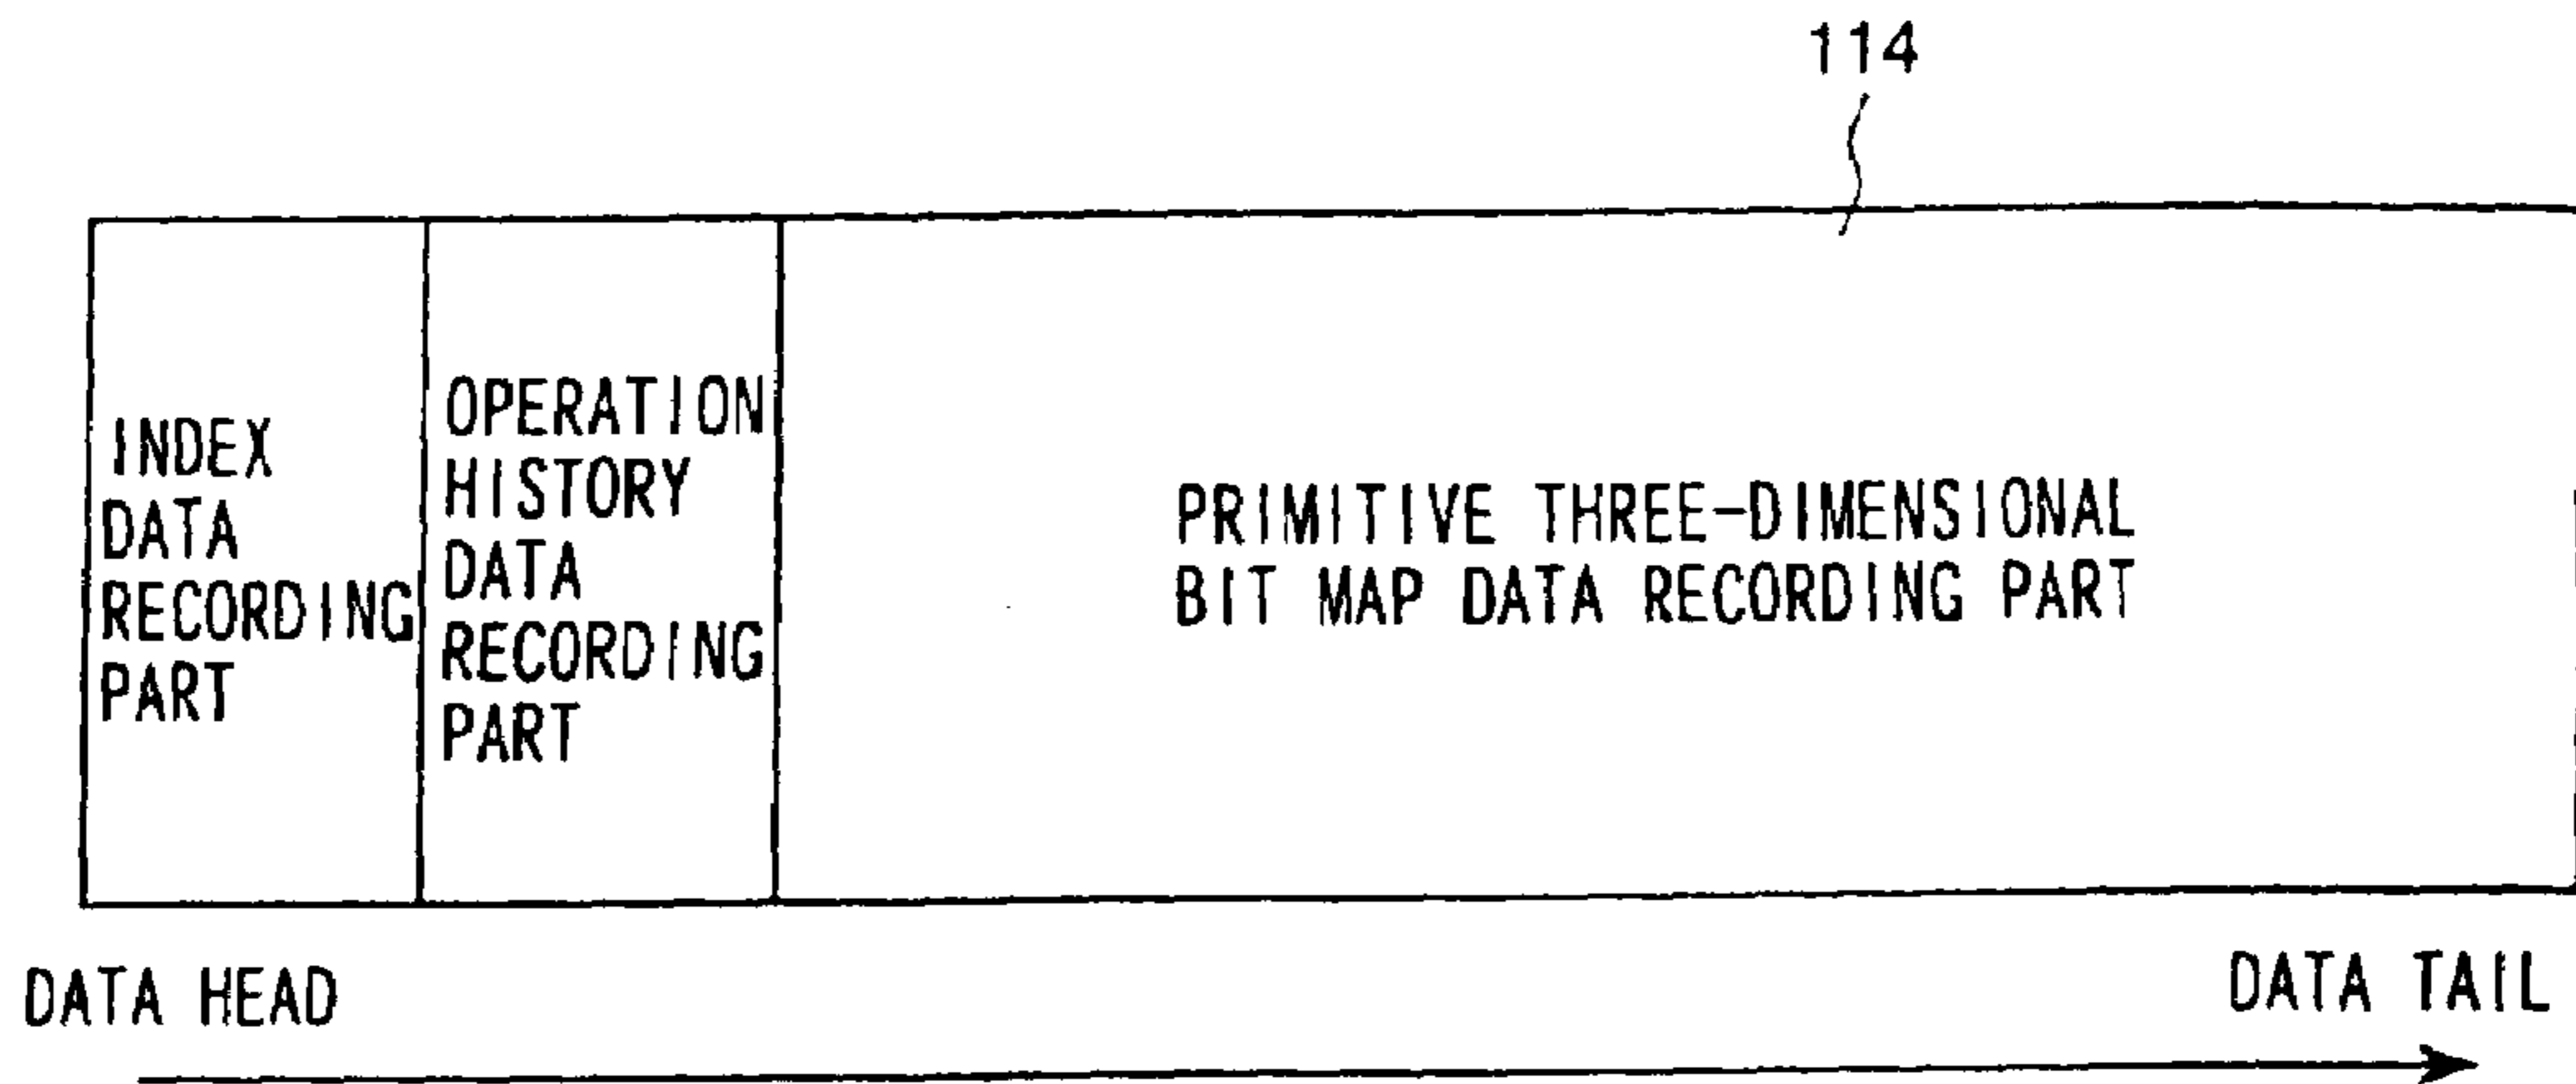 114
INDEX
DATA
RECORDING
PART
OPERATION
HISTORY
DATA
RECORDING
PART
PRIMITIVE THREE-DIMENSIONAL
BIT MAP DATA RECORDING PART
DATA HEAD
DATA TAIL